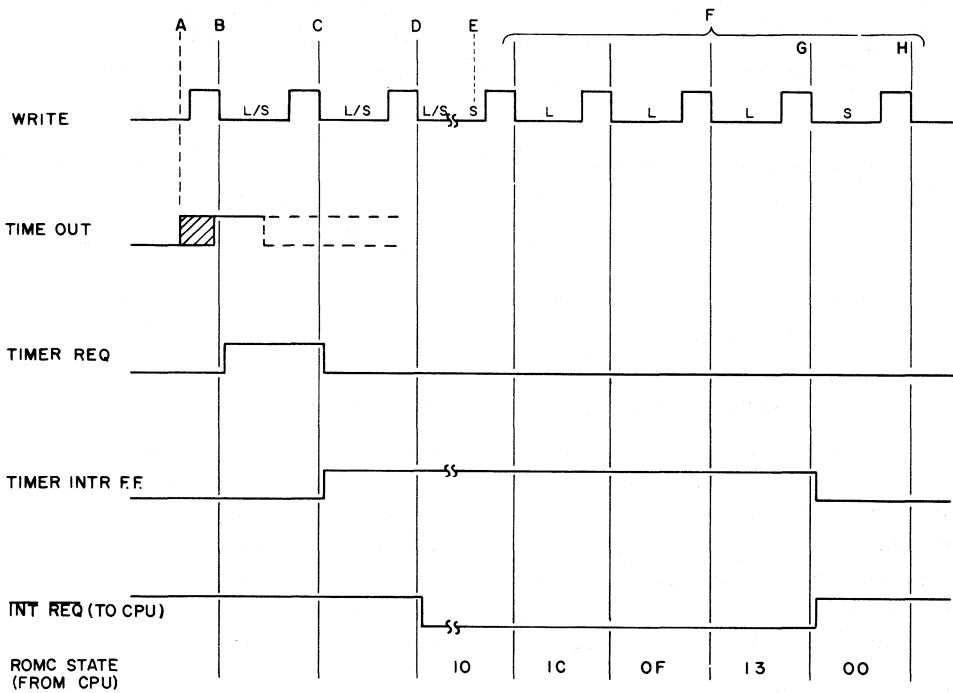 F
A B C D E G H
L/S L/S L/S S L L L S
WRITE
TIME OUT
TIMER REQ
TIMER INTR F.F.
INT REQ (TO CPU)
ROMC STATE 10 1C 0F 13 00
(FROM CPU)